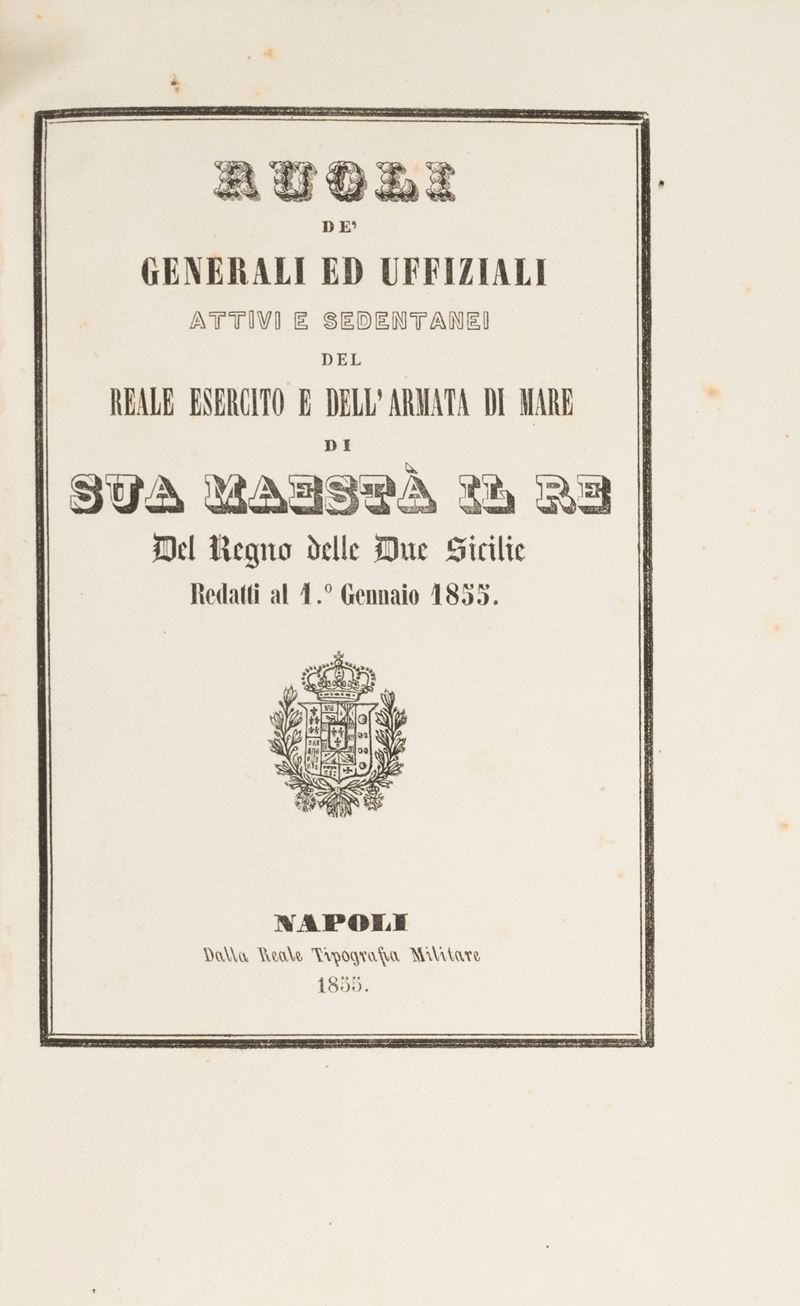 RUOLI
DE'
GENERALI ED UFFIZIALI
ATTIVI E SEDENTANEI
DEL
REALE ESERCITO E DELL'ARMATA DI MARE
DI
SUA MAESTÀ IL RE
Del Regno delle Due Sicilie
Redatti al 1.º Gennaio 1855.
NAPOLI
Dalla Reale Tipografia Militare
1855.